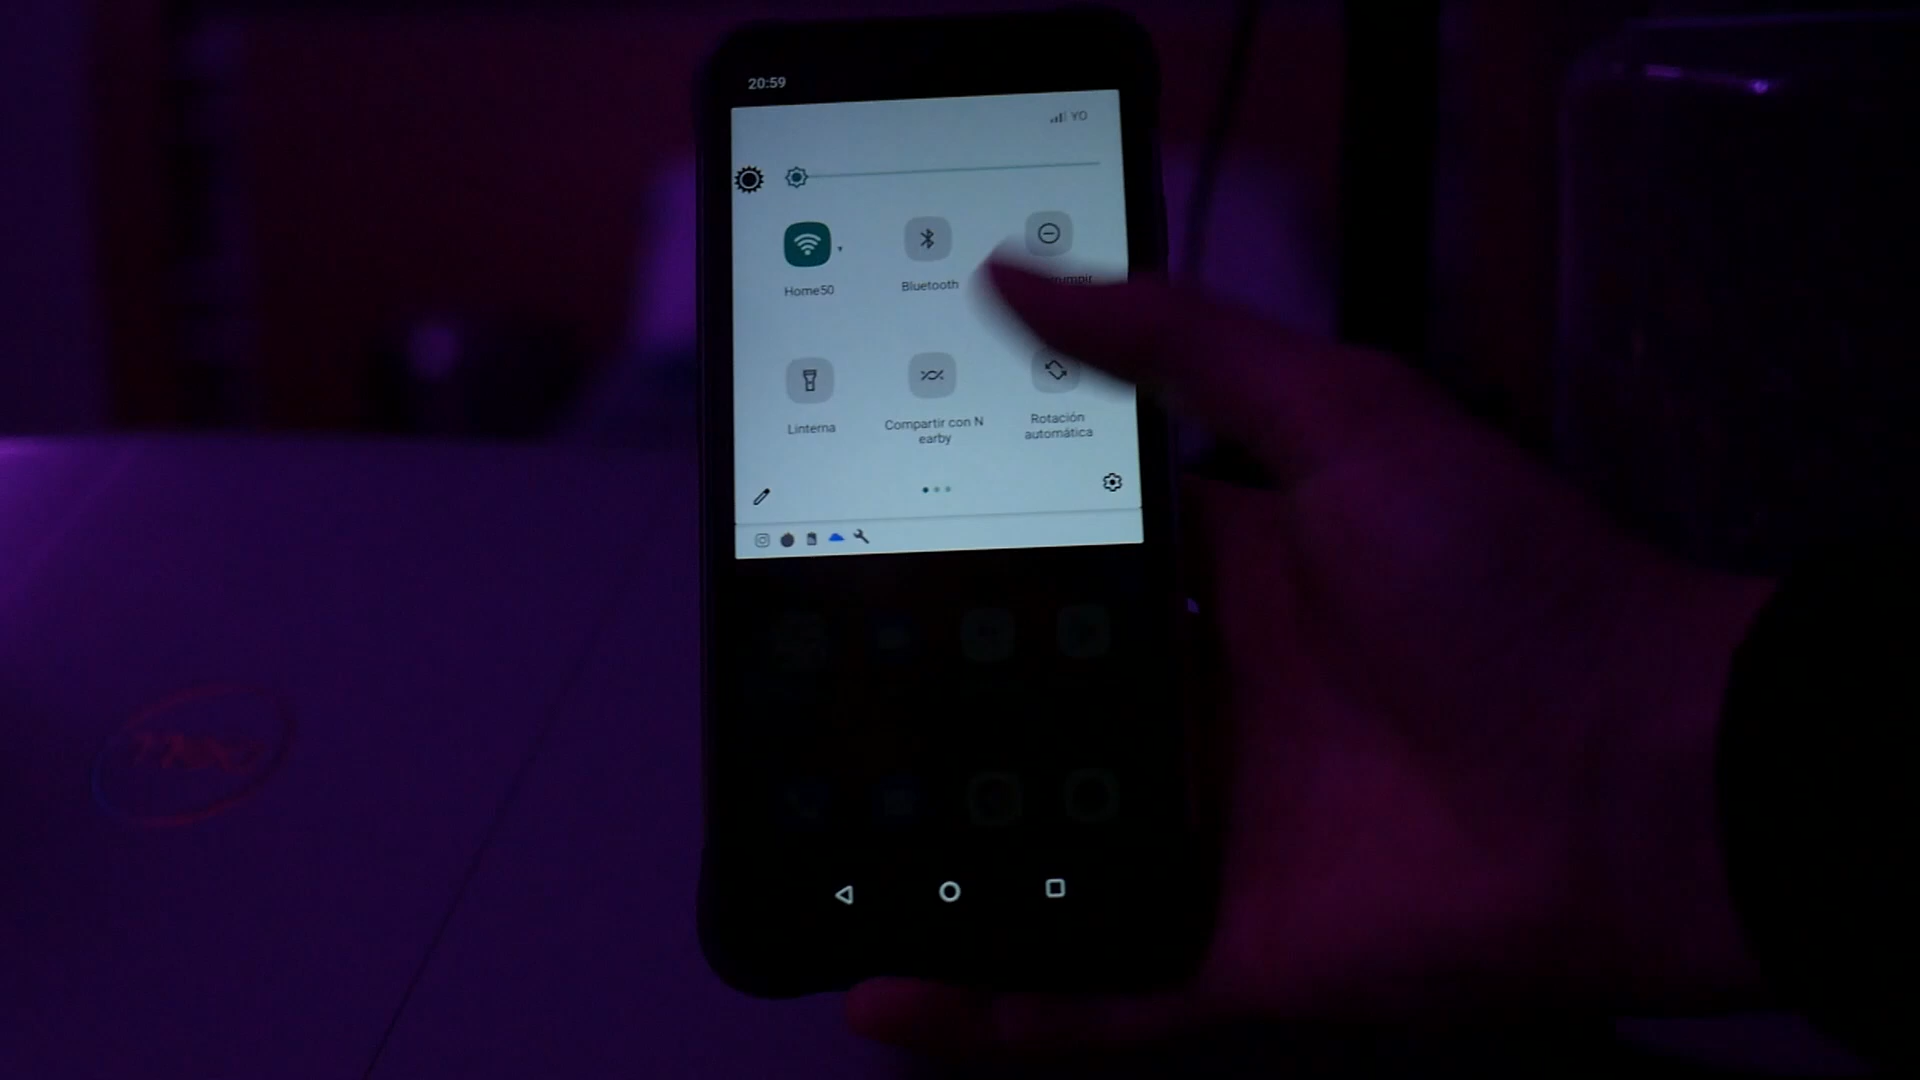 20:59
YO
Home50
Bluetooth
Linterna
Compartir con N
earby
Rotación
automática